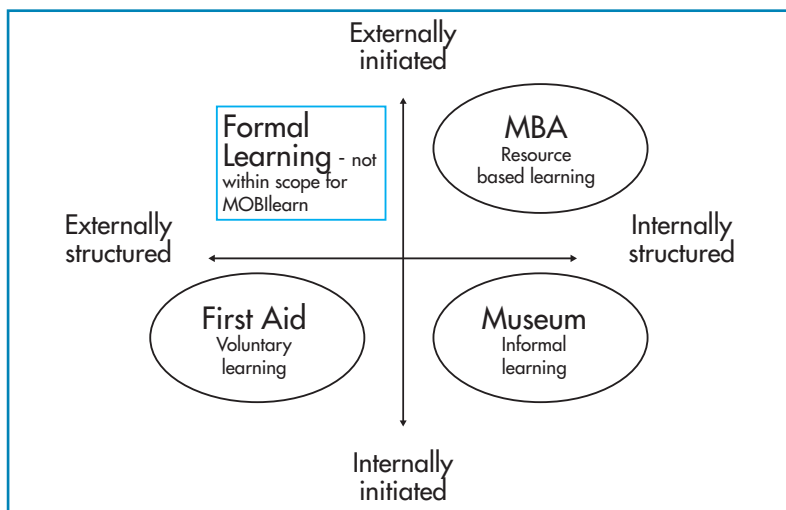 Externally
initiated
Formal
Learning - not
within scope for
MOBIlearn
MBA
Resource
based learning
Externally
structured
Internally
structured
First Aid
Voluntary
learning
Museum
Informal
learning
Internally
initiated